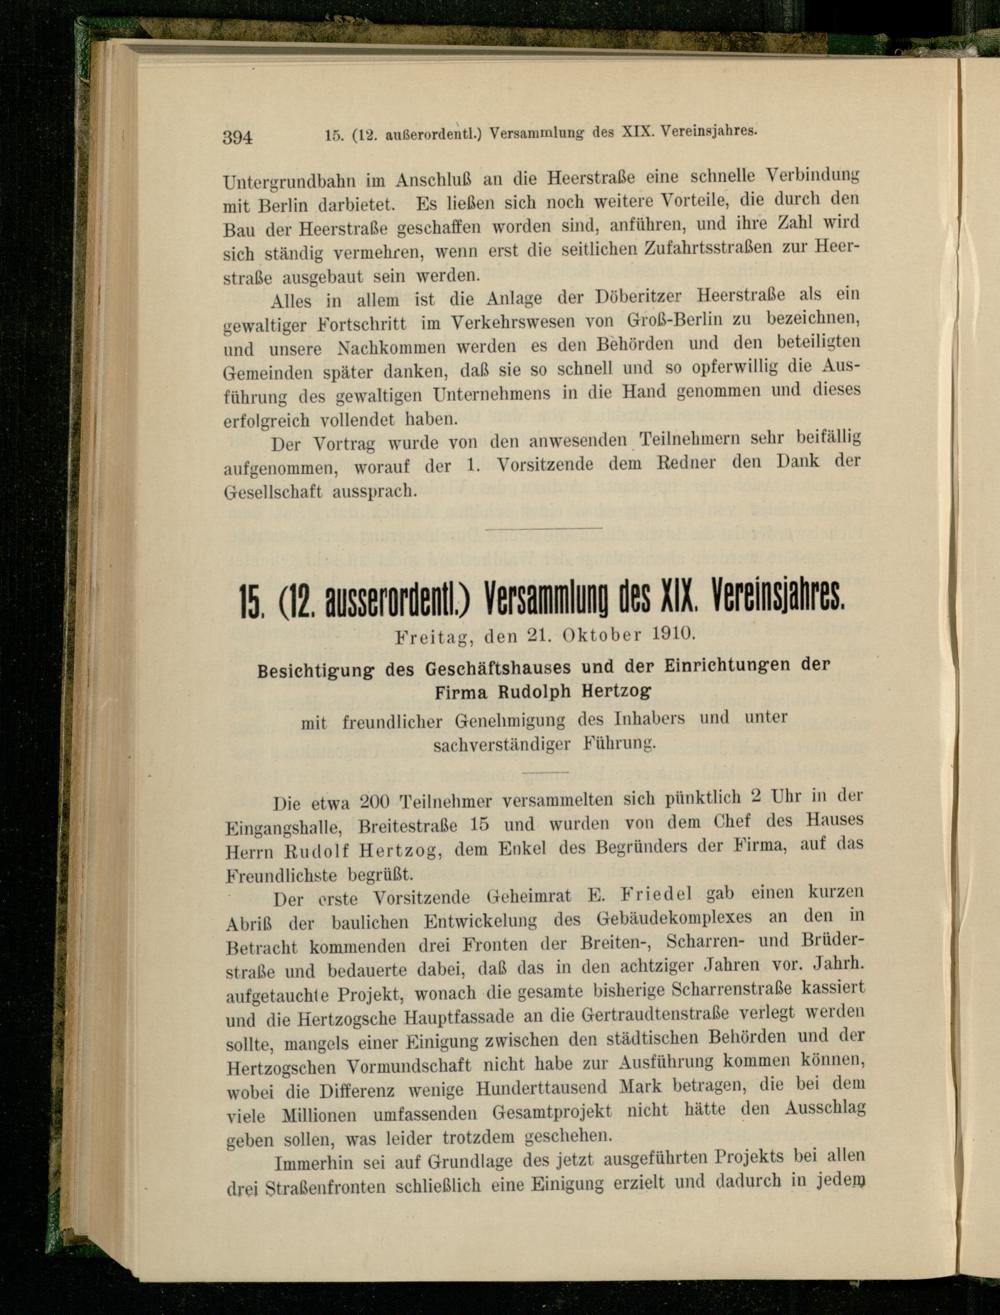 394 15. (12. außerordentl.) Versammlung des XIX. Vereinsjahres.
Untergrundbahn im Anschluß an die Heerstraße eine schnelle Verbindung
mit Berlin darbietet. Es ließen sich noch weitere Vorteile, die durch den
Bau der Heerstraße geschaffen worden sind, anführen, und ihre Zahl wird
sich ständig vermehren, wenn erst die seitlichen Zufahrtsstraßen zur Heer-
straße ausgebaut sein werden.
Alles in allem ist die Anlage der Döberitzer Heerstraße als ein
gewaltiger Fortschritt im Verkehrswesen von Groß-Berlin zu bezeichnen,
und unsere Nachkommen werden es den Behörden und den beteiligten
Gemeinden später danken, daß sie so schnell und so opferwillig die Aus-
führung des gewaltigen Unternehmens in die Hand genommen und dieses
erfolgreich vollendet haben.
Der Vortrag wurde von den anwesenden Teilnehmern sehr beifällig
aufgenommen, worauf der 1. Vorsitzende dem Redner den Dank der
Gesellschaft aussprach.
15. (12. ausserordentl.) Versammlung des XIX. Vereinsjahres.
Freitag, den 21. Oktober 1910.
Besichtigung des Geschäftshauses und der Einrichtungen der
Firma Rudolph Hertzog
mit freundlicher Genehmigung des Inhabers und unter
sachverständiger Führung.
Die etwa 200 Teilnehmer versammelten sich pünktlich 2 Uhr in der
Eingangshalle, Breitestraße 15 und wurden von dem Chef des Hauses
Herrn Rudolf Hertzog, dem Enkel des Begründers der Firma, auf das
Freundlichste begrüßt.
Der erste Vorsitzende Geheimrat E. Friedel gab einen kurzen
Abriß der baulichen Entwickelung des Gebäudekomplexes an den in
Betracht kommenden drei Fronten der Breiten-, Scharren- und Brüder-
straße und bedauerte dabei, daß das in den achtziger Jahren vor. Jahrh.
aufgetauchte Projekt, wonach die gesamte bisherige Scharrenstraße kassiert
und die Hertzogsche Hauptfassade an die Gertraudtenstraße verlegt werden
sollte, mangels einer Einigung zwischen den städtischen Behörden und der
Hertzogschen Vormundschaft nicht habe zur Ausführung kommen können,
wobei die Differenz wenige Hunderttausend Mark betragen, die bei dem
viele Millionen umfassenden Gesamtprojekt nicht hätte den Ausschlag
geben sollen, was leider trotzdem geschehen.
Immerhin sei auf Grundlage des jetzt ausgeführten Projekts bei allen
drei Straßenfronten schließlich eine Einigung erzielt und dadurch in jedem